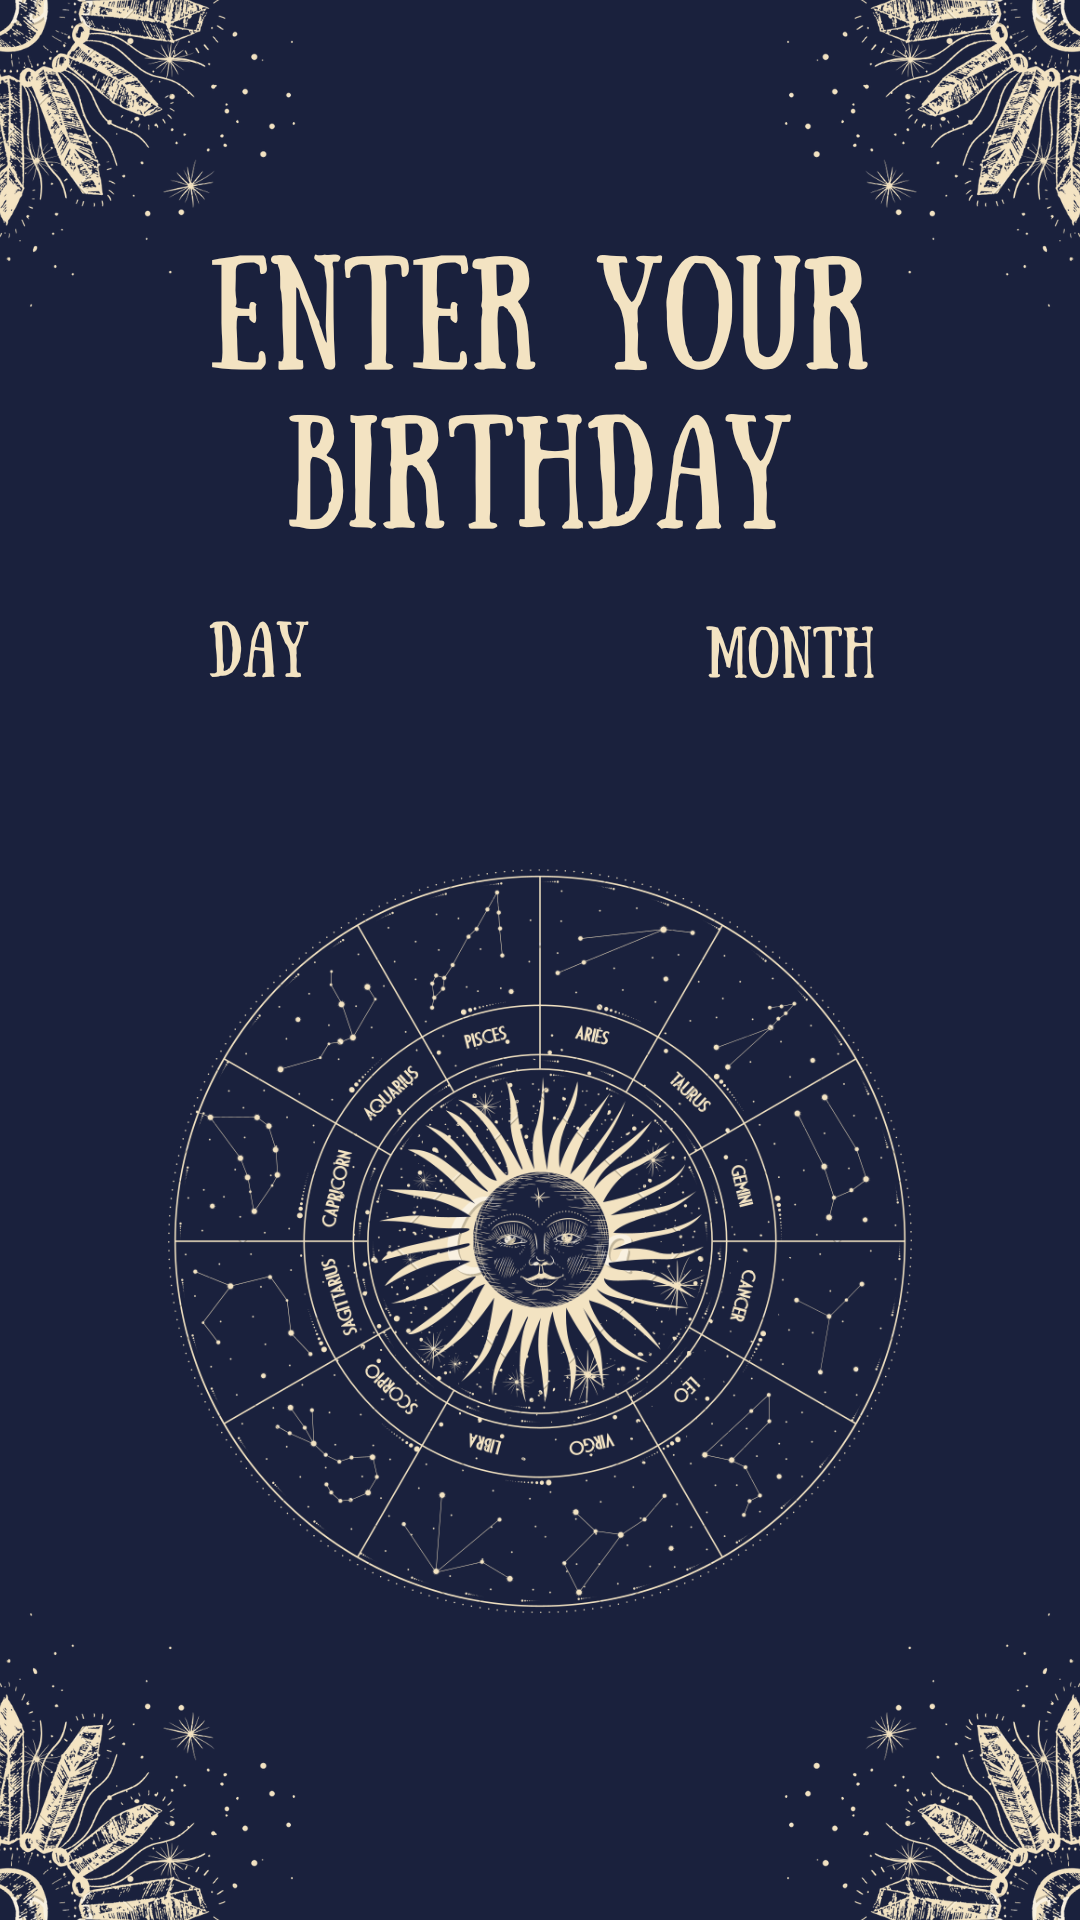 ENTER YOUR
BIRTHDAY
DAY
MONTH
PISCES
ARIES
AQUARIUS
TAURUS
CAPRICORN
GEMINI
SAGITTARIUS
CANCER
SCORPIO
LEO
LIBRA
VIRGO